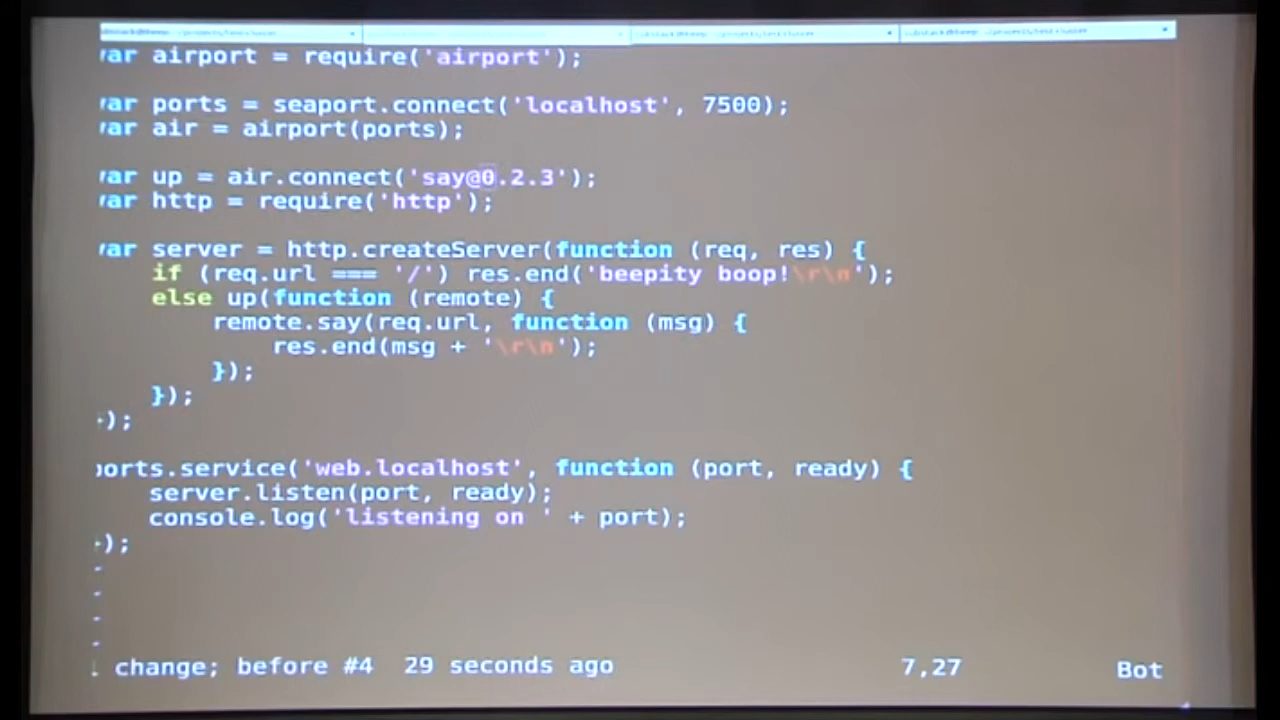 var airport = require('airport');
var ports = seaport.connect('localhost', 7500);
var air = airport(ports);
var up = air.connect('say@0.2.3');
var http = require('http');
var server = http.createServer(function (req, res) {
if (req.url === '/') res.end('beepity boop!\r\n');
else up(function (remote) {
remote.say(req.url, function (msg) {
res.end(msg + '\r\n');
});
});
});
ports.service('web.localhost', function (port, ready) {
server.listen(port, ready);
console.log('listening on ' + port);
});
change; before #4 29 seconds ago 7,27 Bot